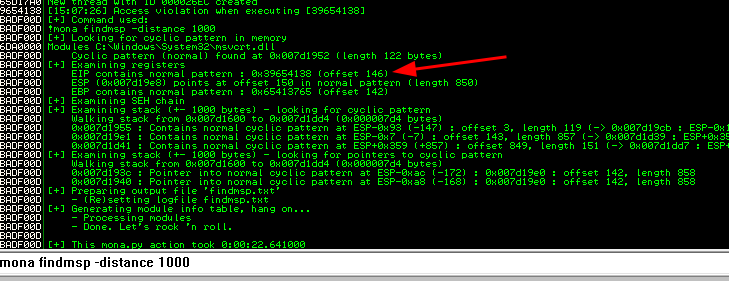 65D17A0 New thread with ID 000026EC created
9654138 [15:07:26] Access violation when executing [39654138]
BADF00D [+] Command used:
BADF00D !mona findmsp -distance 1000
BADF00D [+] Looking for cyclic pattern in memory
6DA0000 Modules C:\Windows\System32\msvcrt.dll
BADF00D Cyclic pattern (normal) found at 0x007d1952 (length 122 bytes)
BADF00D [+] Examining registers
BADF00D EIP contains normal pattern : 0x39654138 (offset 146)
BADF00D ESP (0x007d19e8) points at offset 150 in normal pattern (length 850)
BADF00D EBP contains normal pattern : 0x65413765 (offset 142)
BADF00D [+] Examining SEH chain
BADF00D [+] Examining stack (+- 1000 bytes) - looking for cyclic pattern
BADF00D Walking stack from 0x007d1600 to 0x007d1dd4 (0x000007d4 bytes)
BADF00D 0x007d1955 : Contains normal cyclic pattern at ESP-0x93 (-147) : offset 3, length 119 (-> 0x007d19cb : ESP-0x1
BADF00D 0x007d19e1 : Contains normal cyclic pattern at ESP-0x7 (-7) : offset 143, length 857 (-> 0x007d1d39 : ESP+0x35
BADF00D 0x007d1d41 : Contains normal cyclic pattern at ESP+0x359 (+857) : offset 849, length 151 (-> 0x007d1dd7 : ES
BADF00D [+] Examining stack (+- 1000 bytes) - looking for pointers to cyclic pattern
BADF00D Walking stack from 0x007d1600 to 0x007d1dd4 (0x000007d4 bytes)
BADF00D 0x007d193c : Pointer into normal cyclic pattern at ESP-0xac (-172) : 0x007d19e0 : offset 142, length 858
BADF00D 0x007d1940 : Pointer into normal cyclic pattern at ESP-0xa8 (-168) : 0x007d19e0 : offset 142, length 858
BADF00D [+] Preparing output file 'findmsp.txt'
BADF00D - (Re)setting logfile findmsp.txt
BADF00D [+] Generating module info table, hang on...
BADF00D - Processing modules
BADF00D - Done. Let's rock 'n roll.
BADF00D
BADF00D [+] This mona.py action took 0:00:22.641000
mona findmsp -distance 1000